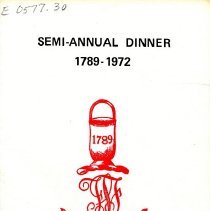 E 0577.30
SEMI-ANNUAL DINNER
1789-1972
1789